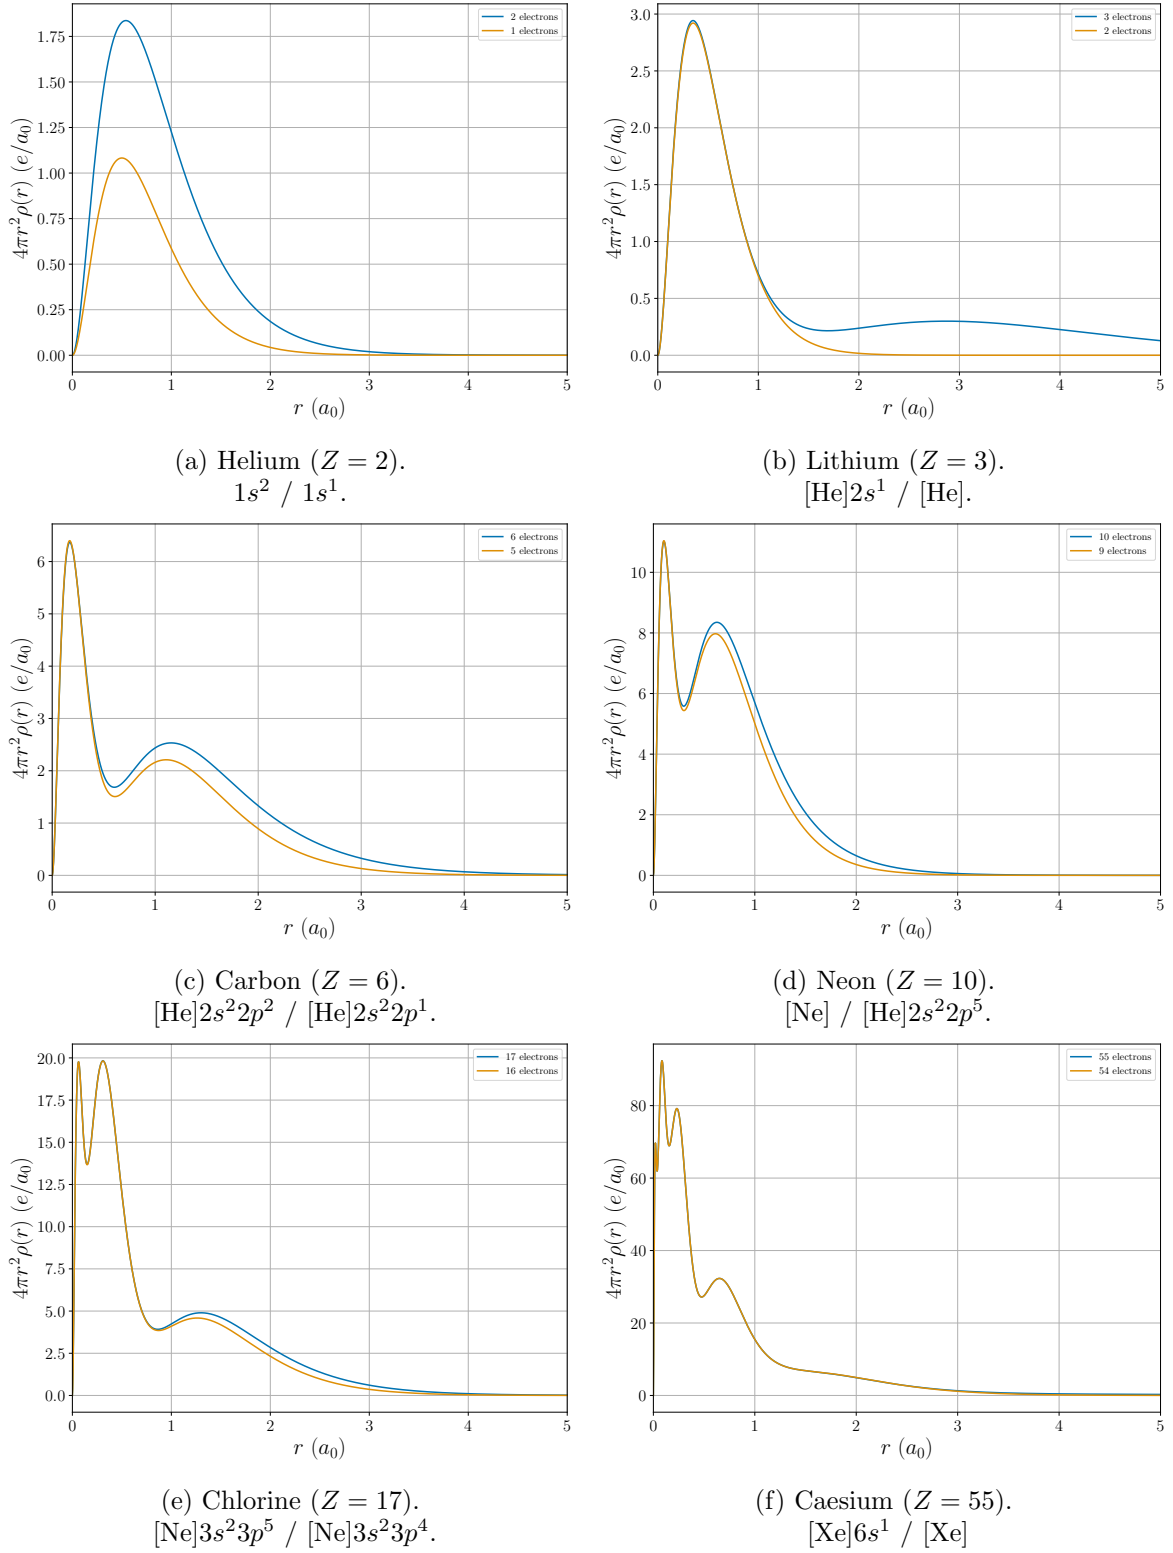 2 electrons
1 electrons
1.75
1.50
1.25
1.00
0.75
0.50
0.25
0.00
4πr²ρ(r) (e/a₀)
0 1 2 3 4 5
r (a₀)
(a) Helium (Z = 2).
1s² / 1s¹.
3 electrons
2 electrons
3.0
2.5
2.0
1.5
1.0
0.5
0.0
4πr²ρ(r) (e/a₀)
0 1 2 3 4 5
r (a₀)
(b) Lithium (Z = 3).
[He]2s¹ / [He].
6 electrons
5 electrons
6
5
4
3
2
1
0
4πr²ρ(r) (e/a₀)
0 1 2 3 4 5
r (a₀)
(c) Carbon (Z = 6).
[He]2s²2p² / [He]2s²2p¹.
10 electrons
9 electrons
10
8
6
4
2
0
4πr²ρ(r) (e/a₀)
0 1 2 3 4 5
r (a₀)
(d) Neon (Z = 10).
[Ne] / [He]2s²2p⁵.
17 electrons
16 electrons
20.0
17.5
15.0
12.5
10.0
7.5
5.0
2.5
0.0
4πr²ρ(r) (e/a₀)
0 1 2 3 4 5
r (a₀)
(e) Chlorine (Z = 17).
[Ne]3s²3p⁵ / [Ne]3s²3p⁴.
55 electrons
54 electrons
80
60
40
20
0
4πr²ρ(r) (e/a₀)
0 1 2 3 4 5
r (a₀)
(f) Caesium (Z = 55).
[Xe]6s¹ / [Xe]